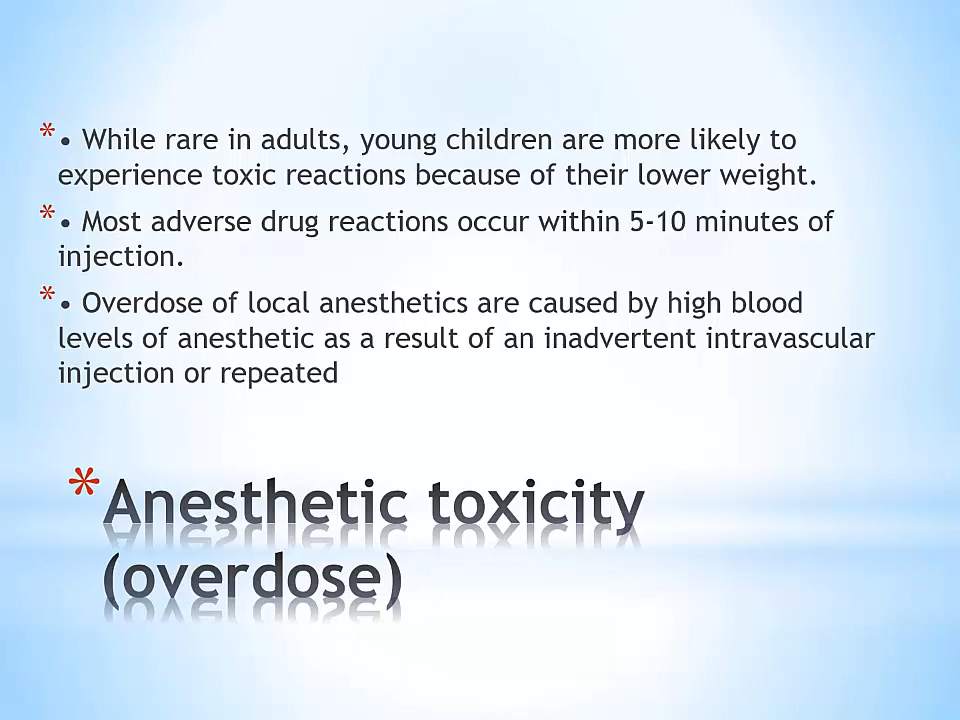 *• While rare in adults, young children are more likely to
experience toxic reactions because of their lower weight.
*• Most adverse drug reactions occur within 5-10 minutes of
injection.
*• Overdose of local anesthetics are caused by high blood
levels of anesthetic as a result of an inadvertent intravascular
injection or repeated
*Anesthetic toxicity
(overdose)